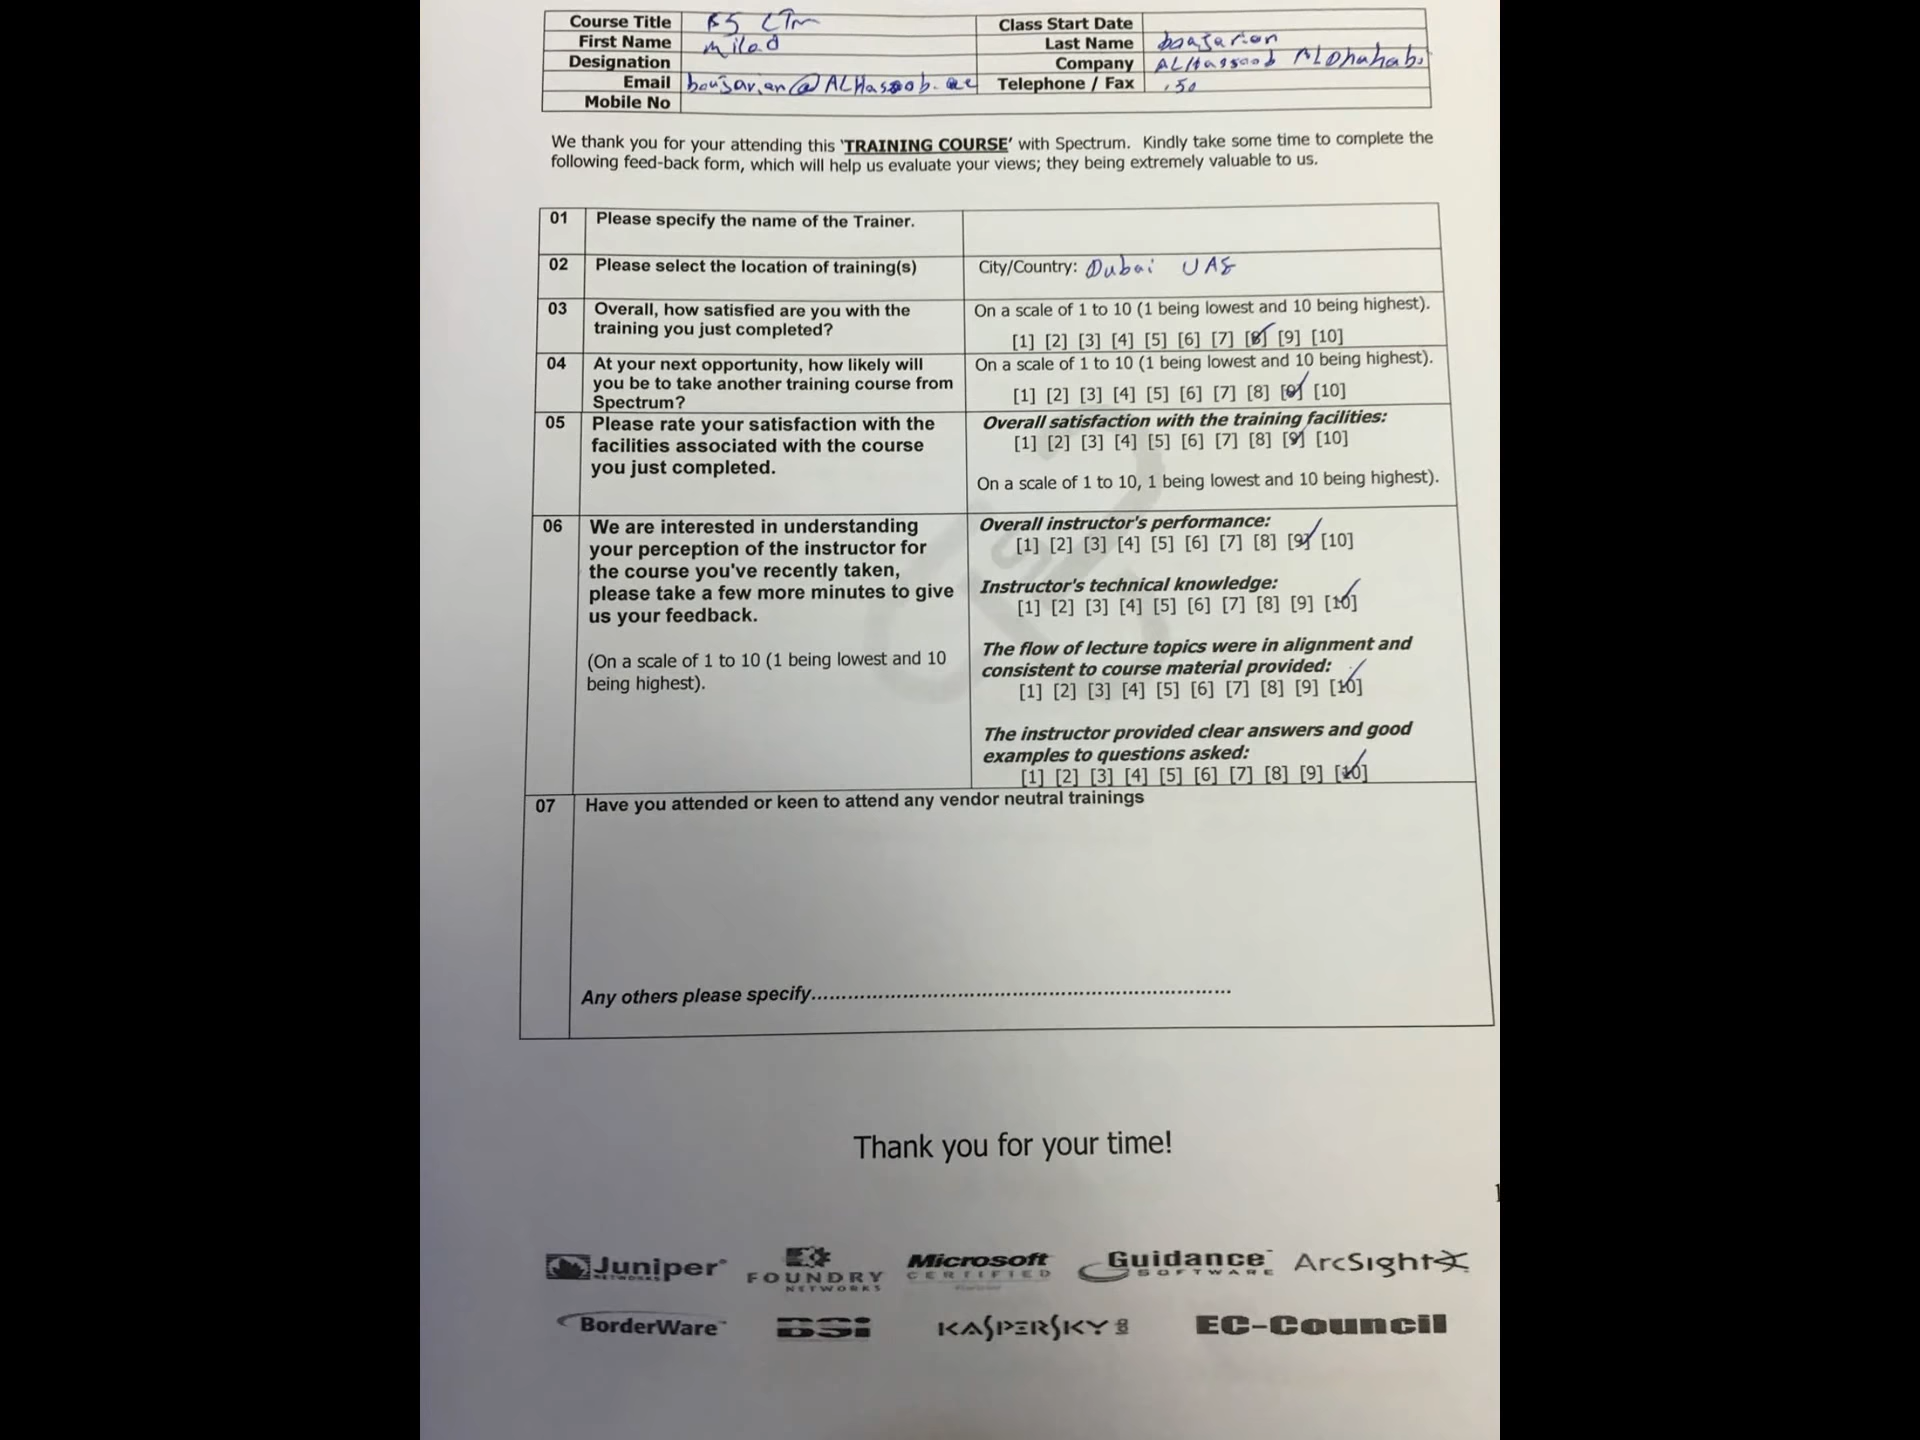 Course Title F5 LTM Class Start Date
First Name Milad Last Name boujarian
Designation Company ALHassoob ALDhahabi
Email boujarian@ALHasoob.ae Telephone / Fax
Mobile No
We thank you for your attending this 'TRAINING COURSE' with Spectrum. Kindly take some time to complete the
following feed-back form, which will help us evaluate your views; they being extremely valuable to us.
01 Please specify the name of the Trainer.
02 Please select the location of training(s) City/Country: Dubai UAE
03 Overall, how satisfied are you with the
training you just completed?
On a scale of 1 to 10 (1 being lowest and 10 being highest).
[1] [2] [3] [4] [5] [6] [7] [8] [9] [10]
04 At your next opportunity, how likely will
you be to take another training course from
Spectrum?
On a scale of 1 to 10 (1 being lowest and 10 being highest).
[1] [2] [3] [4] [5] [6] [7] [8] [9] [10]
05 Please rate your satisfaction with the
facilities associated with the course
you just completed.
Overall satisfaction with the training facilities:
[1] [2] [3] [4] [5] [6] [7] [8] [9] [10]
On a scale of 1 to 10, 1 being lowest and 10 being highest).
06 We are interested in understanding
your perception of the instructor for
the course you've recently taken,
please take a few more minutes to give
us your feedback.
(On a scale of 1 to 10 (1 being lowest and 10
being highest).
Overall instructor's performance:
[1] [2] [3] [4] [5] [6] [7] [8] [9] [10]
Instructor's technical knowledge:
[1] [2] [3] [4] [5] [6] [7] [8] [9] [10]
The flow of lecture topics were in alignment and
consistent to course material provided:
[1] [2] [3] [4] [5] [6] [7] [8] [9] [10]
The instructor provided clear answers and good
examples to questions asked:
[1] [2] [3] [4] [5] [6] [7] [8] [9] [10]
07 Have you attended or keen to attend any vendor neutral trainings
Any others please specify......................................................................
Thank you for your time!
Juniper NETWORKS FOUNDRY NETWORKS Microsoft CERTIFIED Guidance SOFTWARE ArcSight
BorderWare BSi KASPERSKY EC-Council